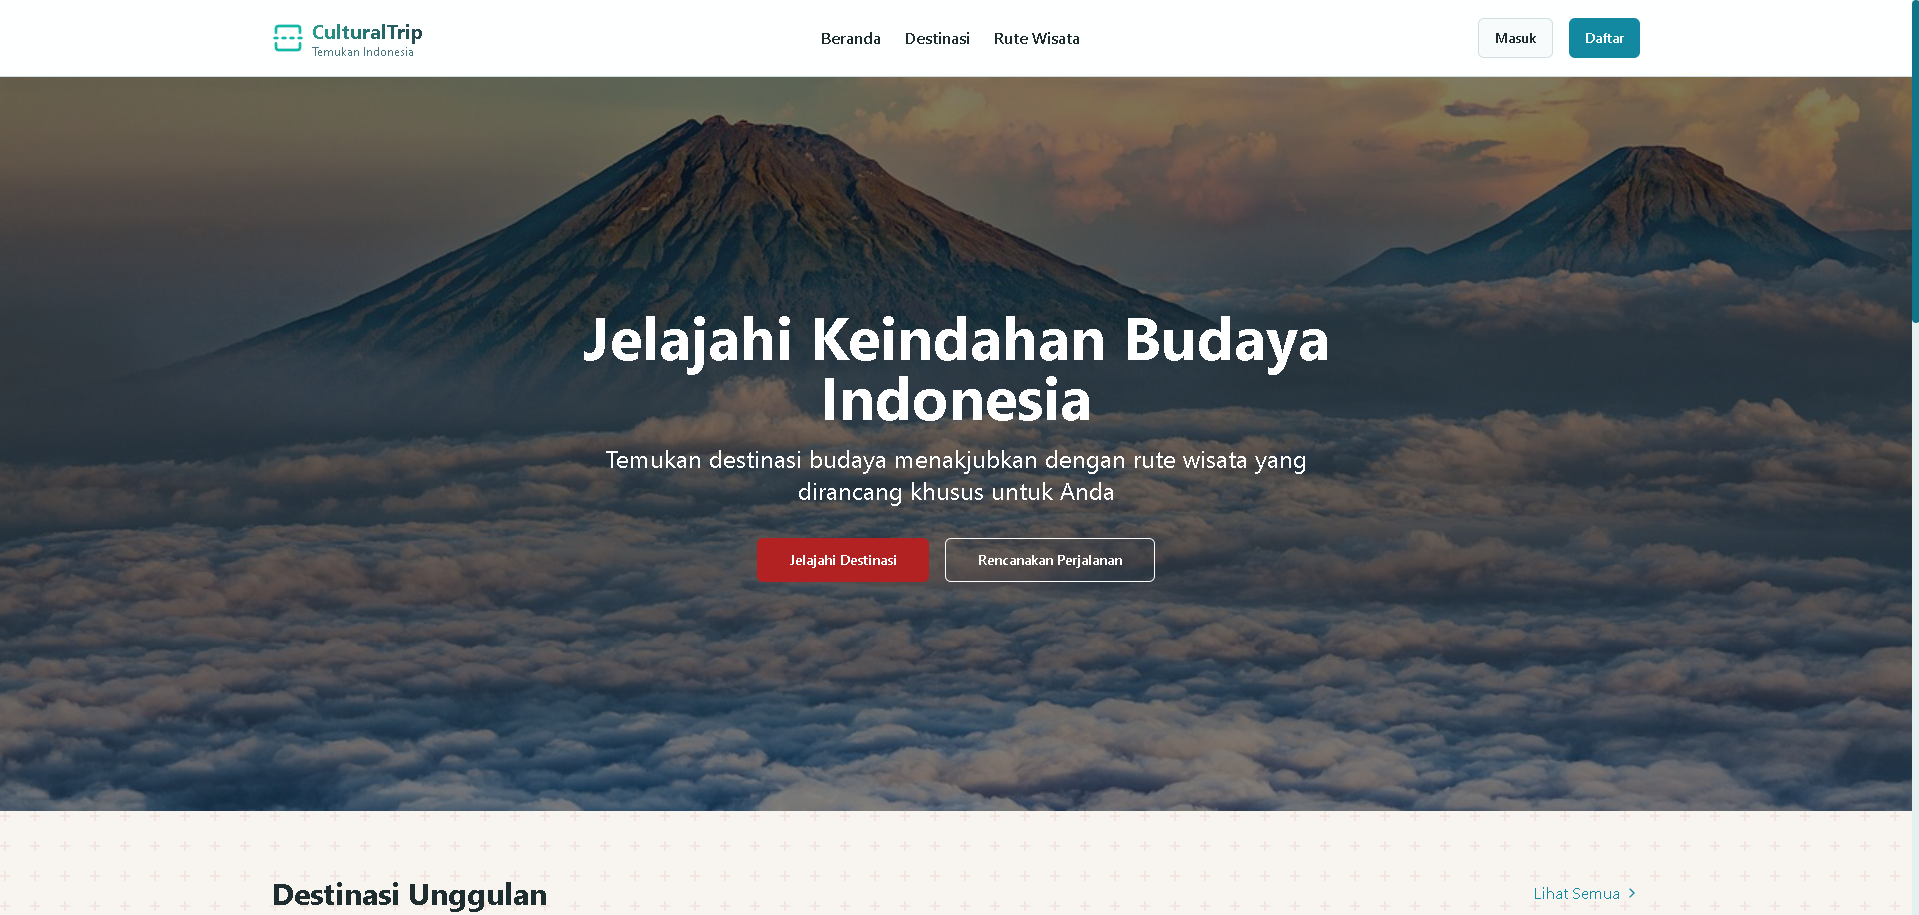 CulturalTrip
Temukan Indonesia
Beranda
Destinasi
Rute Wisata
Masuk
Daftar
Jelajahi Keindahan Budaya
Indonesia
Temukan destinasi budaya menakjubkan dengan rute wisata yang
dirancang khusus untuk Anda
Jelajahi Destinasi
Rencanakan Perjalanan
Destinasi Unggulan
Lihat Semua